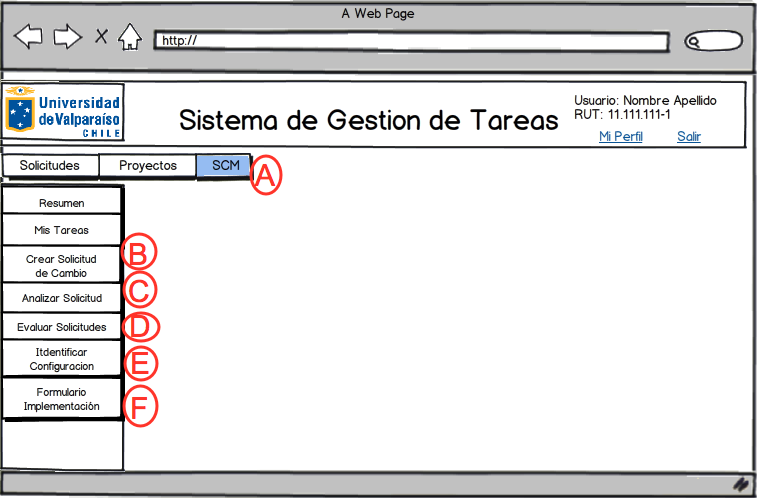 A Web Page
http://
Universidad
de Valparaíso
CHILE
Sistema de Gestion de Tareas
Usuario: Nombre Apellido
RUT: 11.111.111-1
Mi Perfil Salir
Solicitudes Proyectos SCM A
Resumen
Mis Tareas
Crear Solicitud
de Cambio
B
Analizar Solicitud
C
Evaluar Solicitudes D
Itdentificar
Configuracion
E
Formulario
Implementación
F